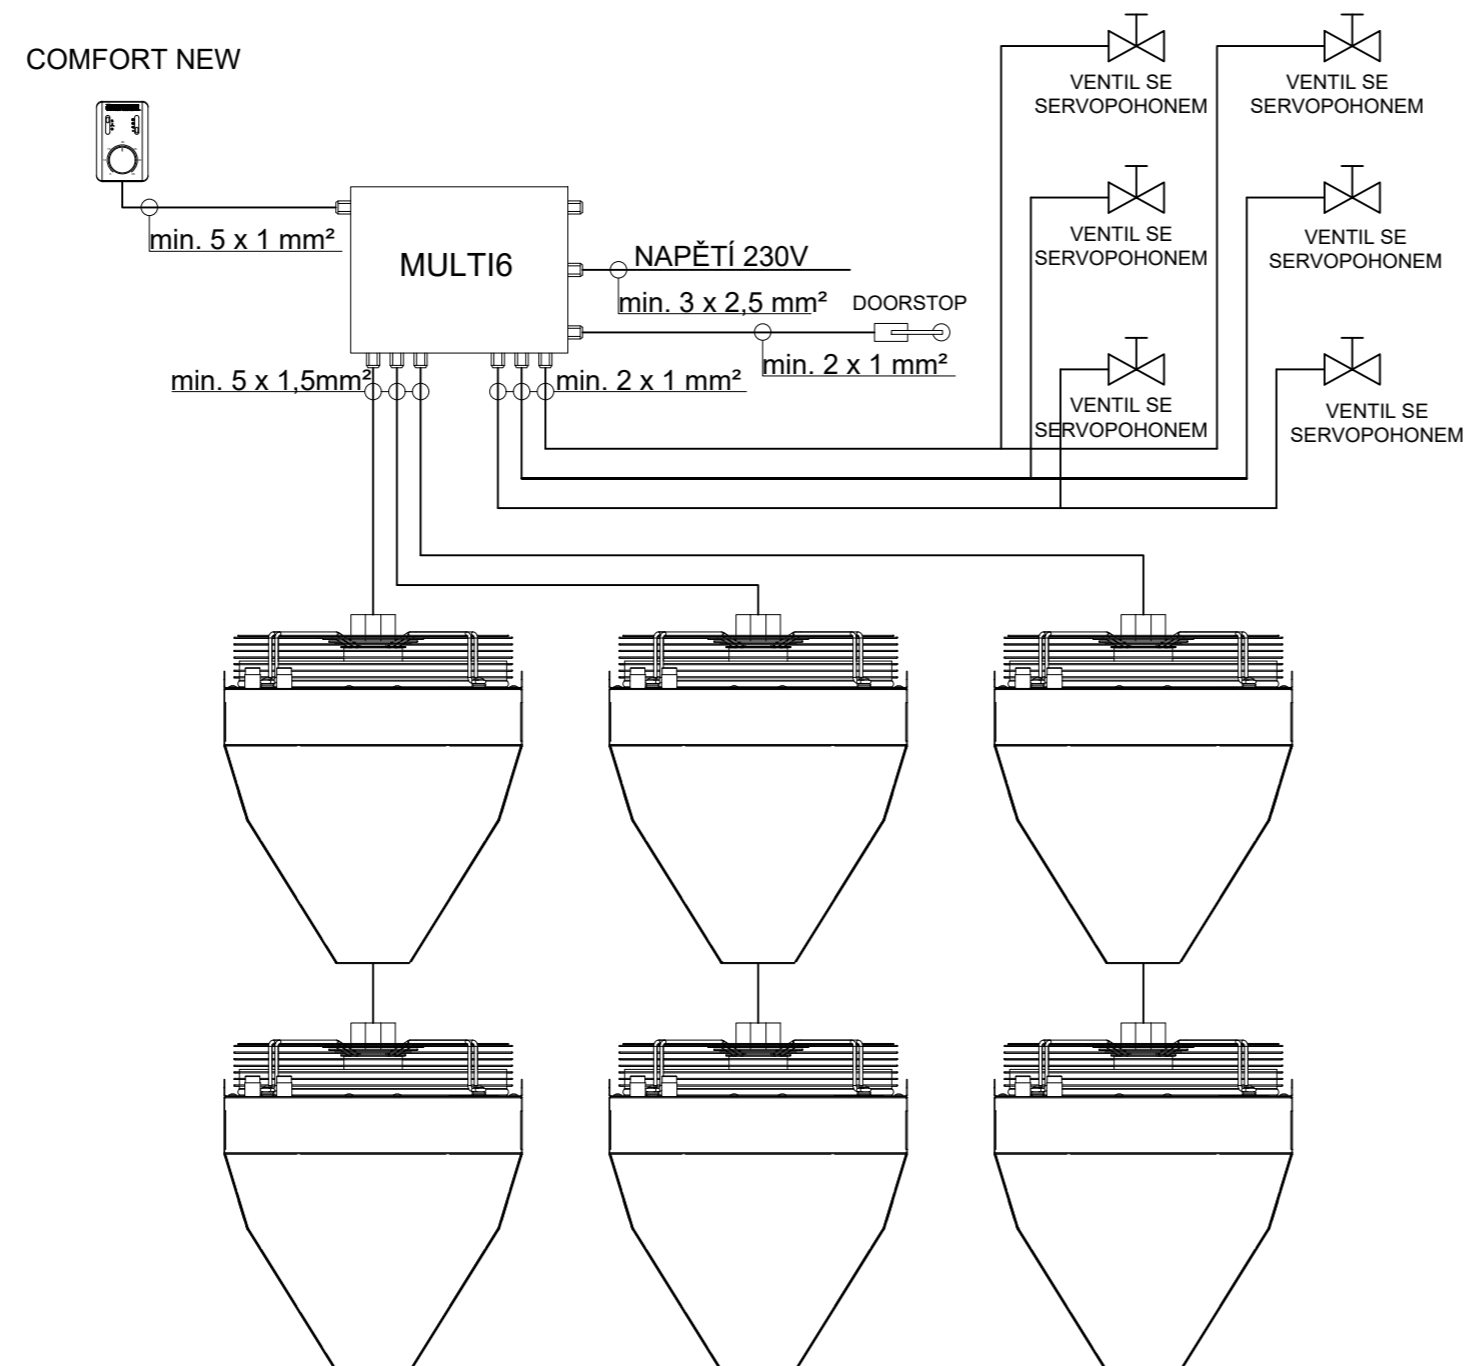 COMFORT NEW
VENTIL SE
SERVOPOHONEM
VENTIL SE
SERVOPOHONEM
min. 5 x 1 mm²
MULTI6
NAPĚTÍ 230V
min. 3 x 2,5 mm²
DOORSTOP
min. 2 x 1 mm²
VENTIL SE
SERVOPOHONEM
VENTIL SE
SERVOPOHONEM
min. 5 x 1,5mm²
min. 2 x 1 mm²
VENTIL SE
SERVOPOHONEM
VENTIL SE
SERVOPOHONEM